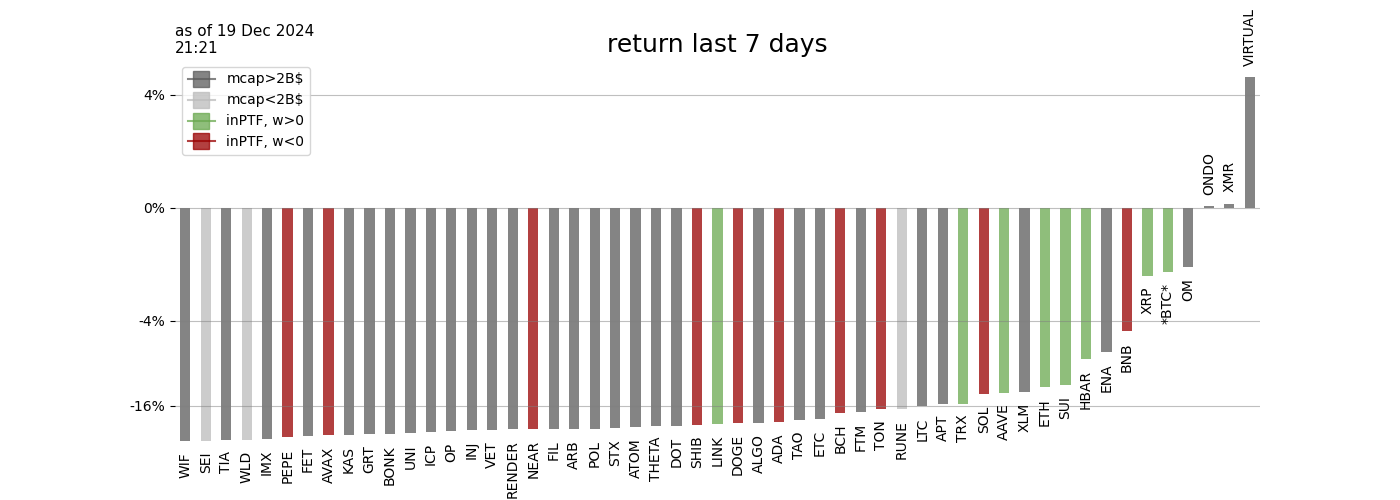 as of 19 Dec 2024
21:21
return last 7 days
mcap>2B$
mcap<2B$
inPTF, w>0
inPTF, w<0
4%
0%
-4%
-16%
WIF
SEI
TIA
WLD
IMX
PEPE
FET
AVAX
KAS
GRT
BONK
UNI
ICP
OP
INJ
VET
RENDER
NEAR
FIL
ARB
POL
STX
ATOM
THETA
DOT
SHIB
LINK
DOGE
ALGO
ADA
TAO
ETC
BCH
FTM
TON
RUNE
LTC
APT
TRX
SOL
AAVE
XLM
ETH
SUI
HBAR
ENA
BNB
XRP
*BTC*
OM
ONDO
XMR
VIRTUAL